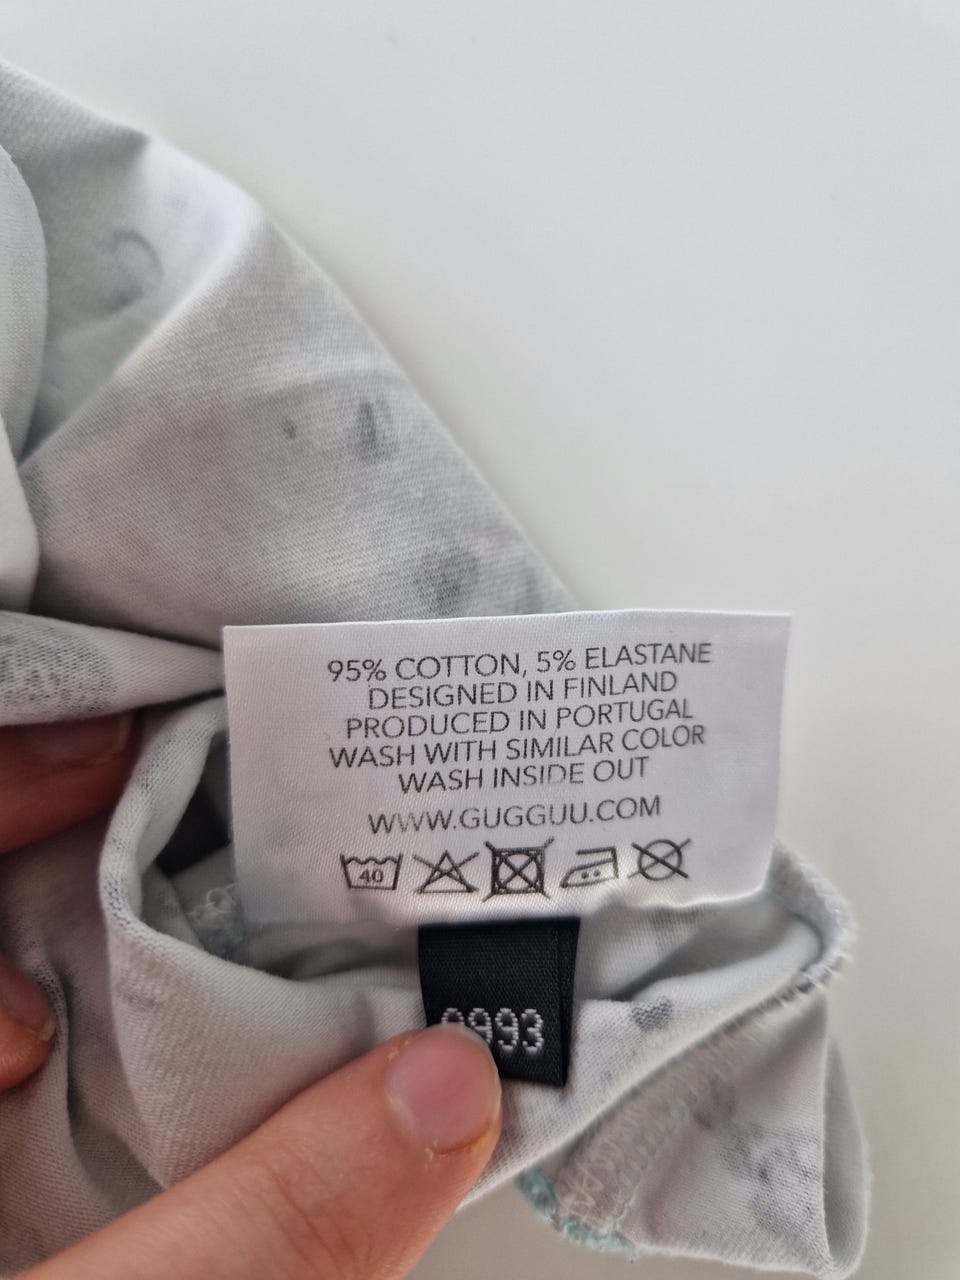 95% COTTON, 5% ELASTANE
DESIGNED IN FINLAND
PRODUCED IN PORTUGAL
WASH WITH SIMILAR COLOR
WASH INSIDE OUT
WWW.GUGGUU.COM
40